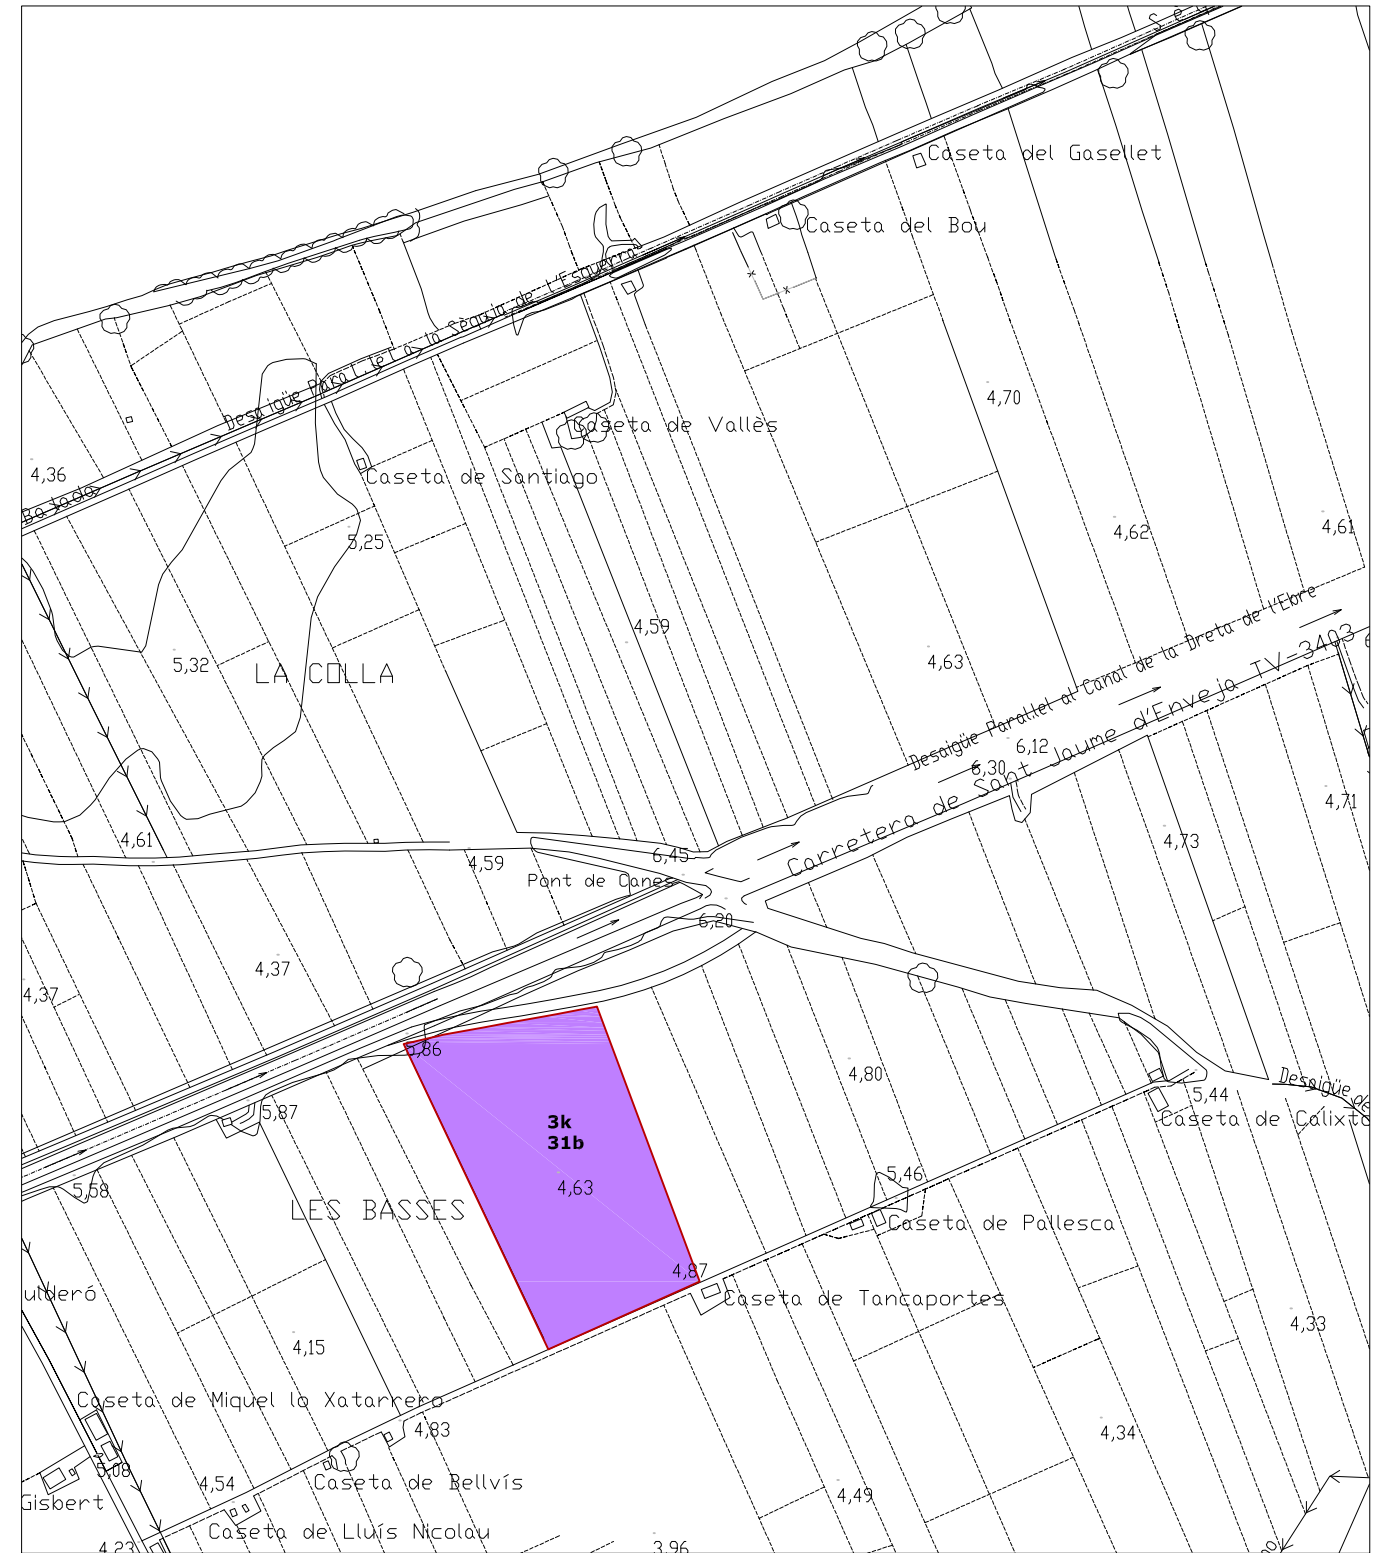 Caseta del Gasellet
Caseta del Bou
Desaigüe Paral.lel a la Sèquia de l'Esquerra
4,70
Caseta de Vallès
4,36
Caseta de Santiago
Bajada
4,62
4,61
5,25
4,59
Desaigüe Paral.lel al Canal de la Dreta de l'Ebre
4,63
5,32
LA COLLA
Carretera de Sant Jaume d'Enveja TV-3403
6,12
6,30
4,71
4,61
4,73
6,45
4,59
Pont de Canes
6,20
4,37
4,37
5,86
4,80
Desaigüe de
5,44
5,87
Caseta de Calixto
3k
31b
5,46
4,63
5,58
LES BASSES
Caseta de Pallesca
4,87
ulderó
Caseta de Tancaportes
4,33
4,15
Caseta de Miquel lo Xatarrero
4,83
4,34
5,08
4,54
Caseta de Bellvís
4,49
Gisbert
Caseta de Lluís Nicolau
4,23
3,96